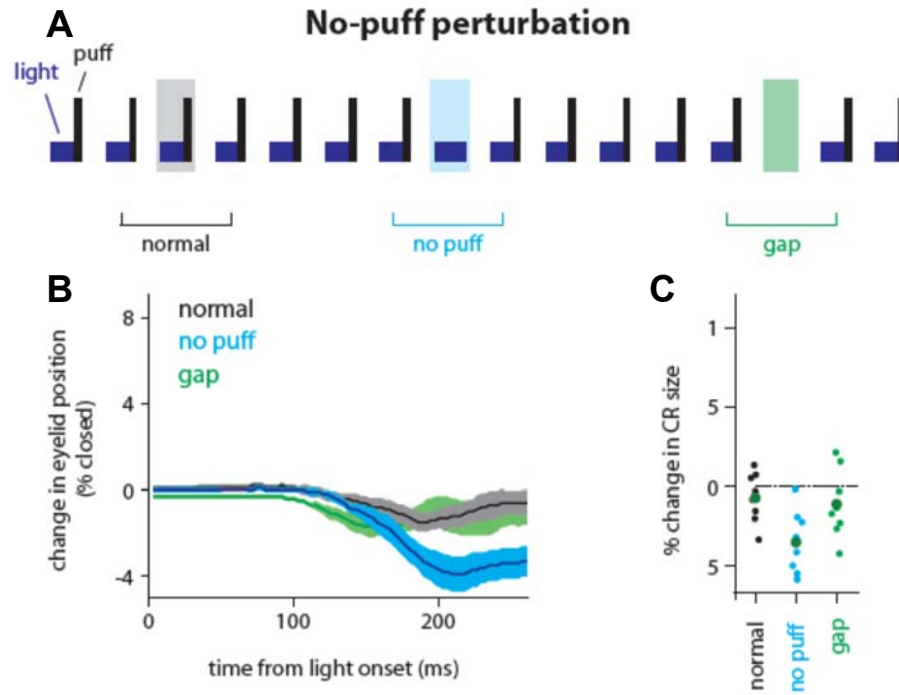 A
No-puff perturbation
puff
light
normal
no puff
gap
B
C
change in eyelid position
(% closed)
8
4
0
-4
normal
no puff
gap
0
100
200
time from light onset (ms)
% change in CR size
1
5
0
5
normal
no puff
gap